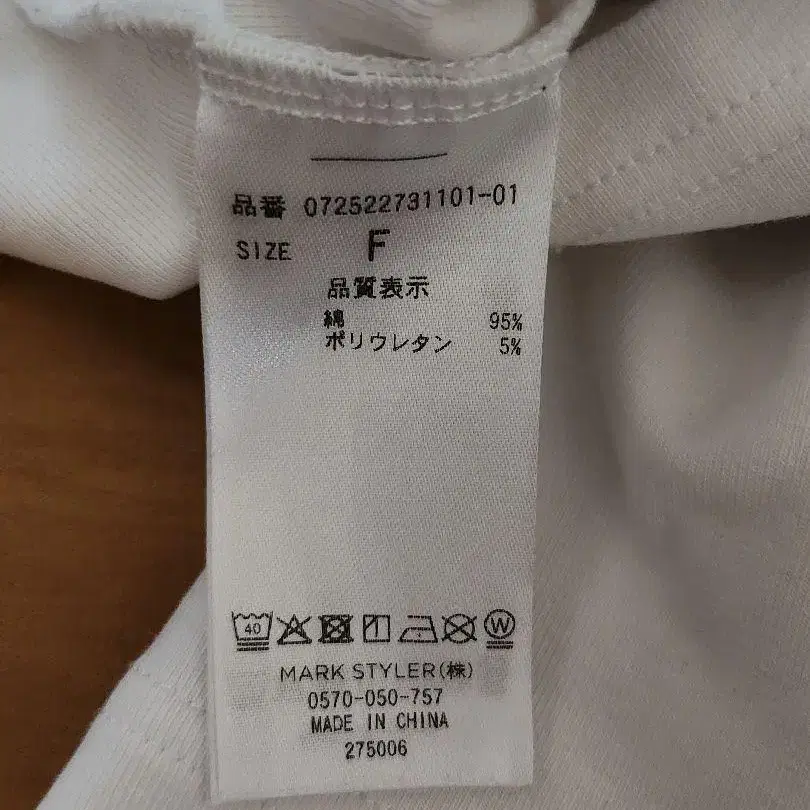 品番 072522731101-01
SIZE F
品質表示
綿 95%
ポリウレタン 5%
40 W
MARK STYLER(株)
0570-050-757
MADE IN CHINA
275006